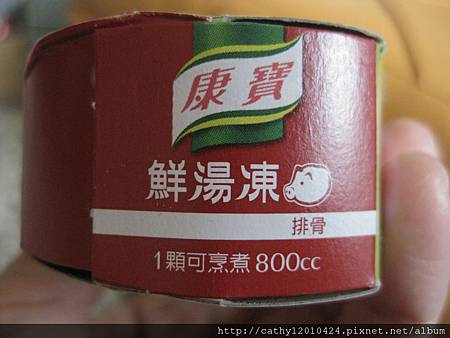 康寶
鮮湯凍
排骨
1顆可烹煮800cc
http://cathy12010424.pixnet.net/album